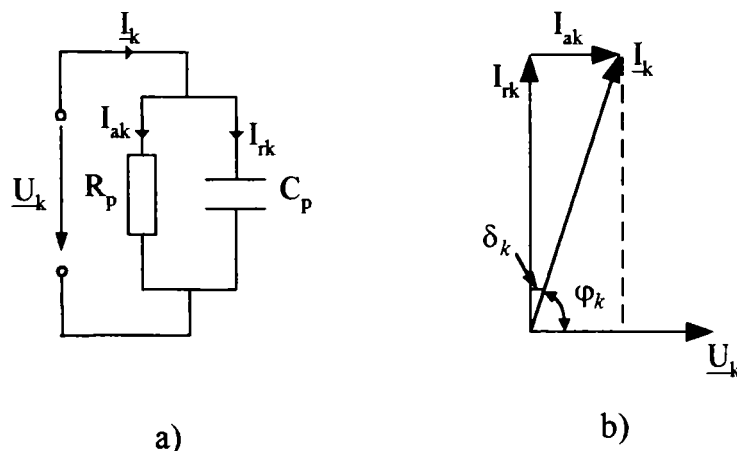 I_k
I_ak
I_rk
U_k
R_p
C_p
a)
I_ak
I_rk
I_k
δ_k
φ_k
U_k
b)